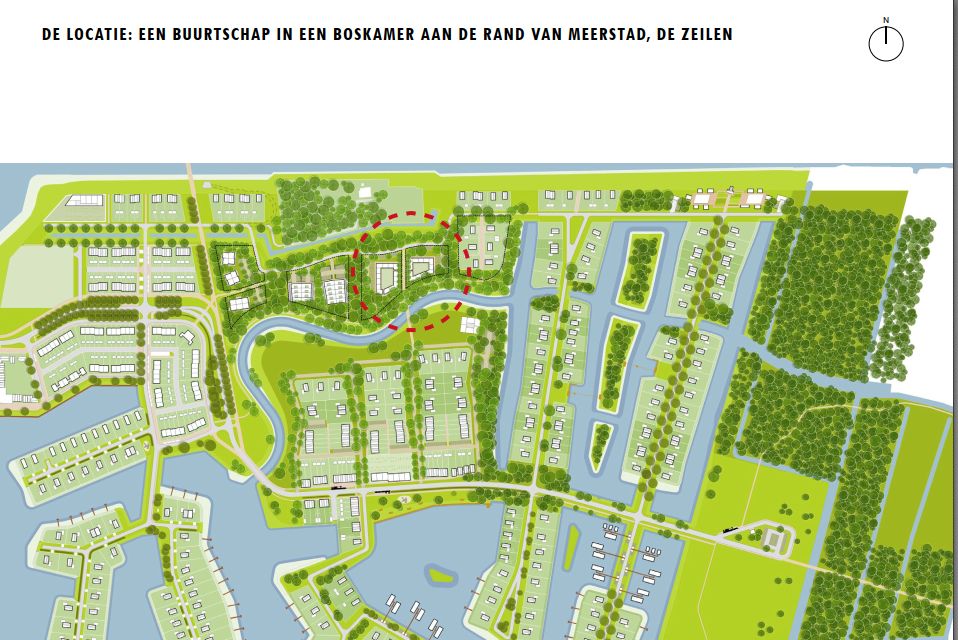 DE LOCATIE: EEN BUURTSCHAP IN EEN BOSKAMER AAN DE RAND VAN MEERSTAD, DE ZEILEN
N